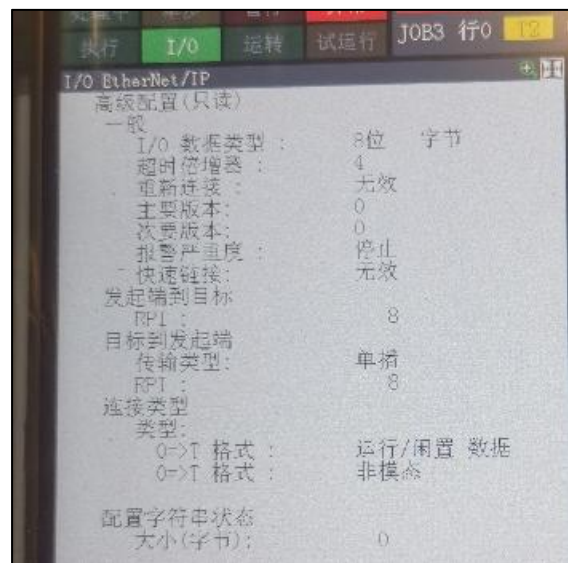 执行 I/O 运转 试运行 JOB3 行0 T2
I/O EtherNet/IP
高级配置(只读)
一般
I/O 数据类型 : 8位 字节
超时倍增器 : 4
重新连接 : 无效
主要版本: 0
次要版本: 0
报警严重度 : 停止
快速链接: 无效
发起端到目标
RPI : 8
目标到发起端
传输类型: 单播
RPI : 8
连接类型
类型:
O=>T 格式 : 运行/闲置 数据
O=>T 格式 : 非模态
配置字符串状态
大小(字节): 0